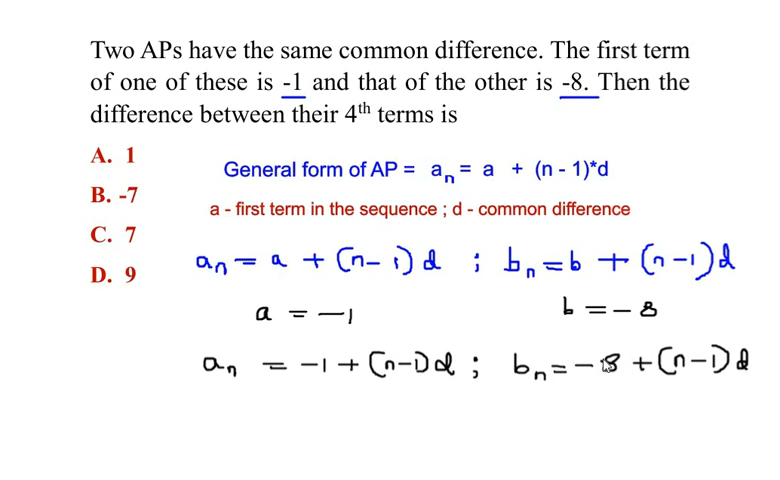 Two APs have the same common difference. The first term
of one of these is -1 and that of the other is -8. Then the
difference between their 4th terms is
A. 1
General form of AP = an = a + (n - 1)*d
B. -7
a - first term in the sequence ; d - common difference
C. 7
an = a + (n-1)d ; bn = b + (n-1)d
D. 9
a = -1 b = -8
an = -1 + (n-1)d ; bn = -8 + (n-1)d